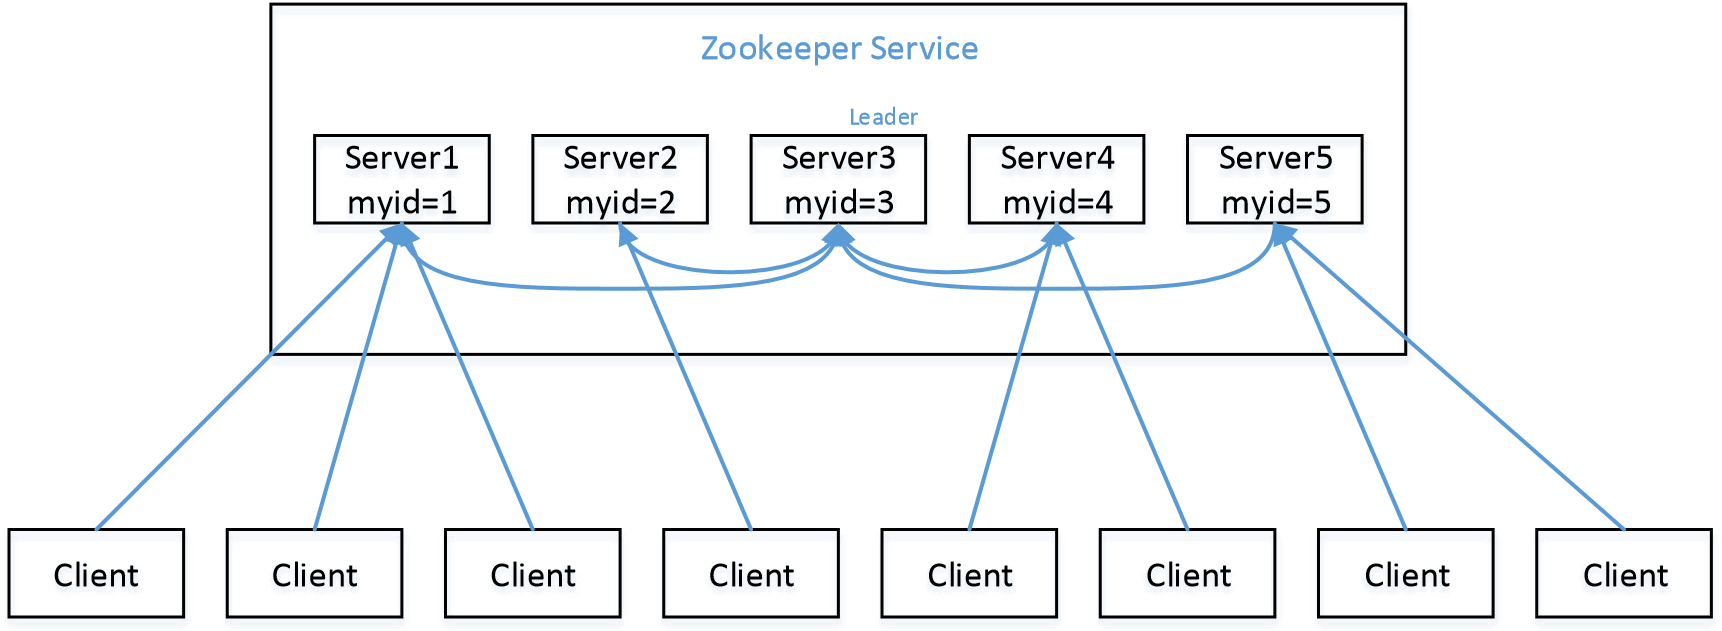 Zookeeper Service
Leader
Server1
myid=1
Server2
myid=2
Server3
myid=3
Server4
myid=4
Server5
myid=5
Client
Client
Client
Client
Client
Client
Client
Client